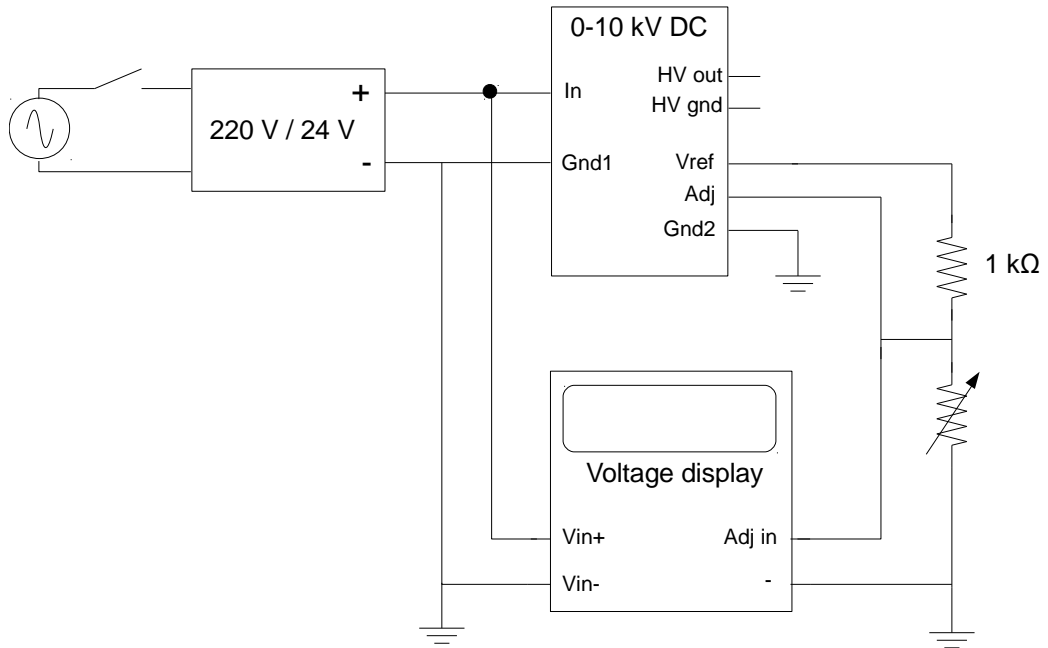 0-10 kV DC
HV out
HV gnd
In
+
220 V / 24 V
-
Gnd1
Vref
Adj
Gnd2
1 kΩ
Voltage display
Vin+
Adj in
Vin-
-